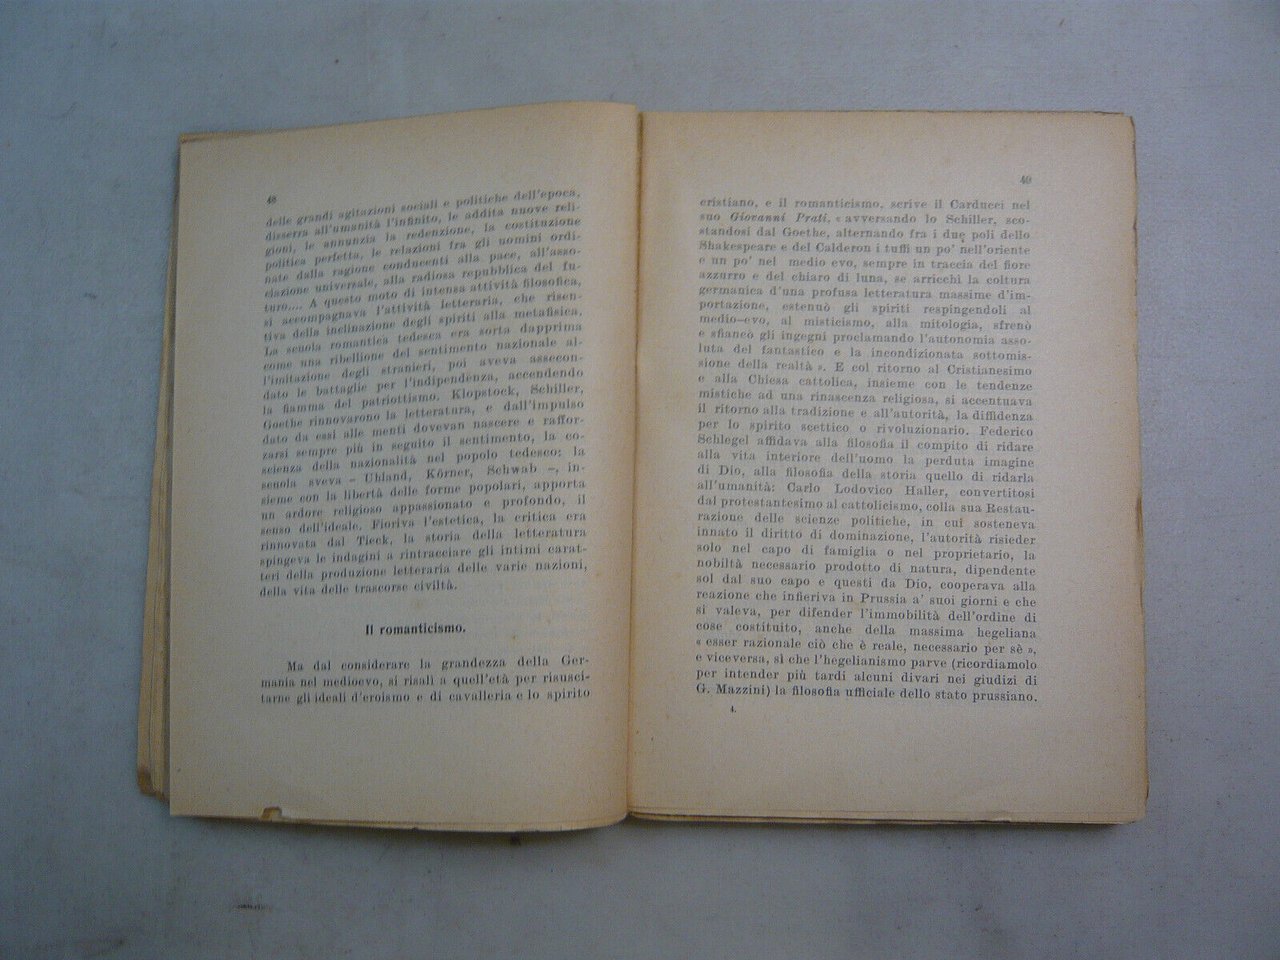 48
delle grandi agitazioni sociali e politiche dell'epoca,
disserra all'umanità l'infinito, le addita nuove reli-
gioni, le annunzia la redenzione, la costituzione
politica perfetta, le relazioni fra gli uomini ordi-
nate dalla ragione conducenti alla pace, all'asso-
ciazione universale, alla radiosa repubblica del fu-
turo.... A questo moto di intensa attività filosofica,
si accompagnava l'attività letteraria, che risen-
tiva della inclinazione degli spiriti alla metafisica.
La scuola romantica tedesca era sorta dapprima
come una ribellione del sentimento nazionale al-
l'imitazione degli stranieri, poi aveva assecon-
dato le battaglie per l'indipendenza, accendendo
la fiamma del patriottismo. Klopstock, Schiller,
Goethe rinnovarono la letteratura, e dall'impulso
dato da essi alle menti dovevan nascere e raffor-
zarsi sempre più in seguito il sentimento, la co-
scienza della nazionalità nel popolo tedesco: la
scuola sveva – Uhland, Körner, Schwab –, in-
sieme con la libertà delle forme popolari, apporta
un ardore religioso appassionato e profondo, il
senso dell'ideale. Fioriva l'estetica, la critica era
rinnovata dal Tieck, la storia della letteratura
spingeva le indagini a rintracciare gli intimi carat-
teri della produzione letteraria delle varie nazioni,
della vita delle trascorse civiltà.
Il romanticismo.
Ma dal considerare la grandezza della Ger-
mania nel medioevo, si risalì a quell'età per risusci-
tarne gli ideali d'eroismo e di cavalleria e lo spirito
49
cristiano, e il romanticismo, scrive il Carducci nel
suo Giovanni Prati, « avversando lo Schiller, sco-
standosi dal Goethe, alternando fra i due poli dello
Shakespeare e del Calderon i tuffi un po' nell'oriente
e un po' nel medio evo, sempre in traccia del fiore
azzurro e del chiaro di luna, se arricchì la coltura
germanica d'una profusa letteratura massime d'im-
portazione, estenuò gli spiriti respingendoli al
medio-evo, al misticismo, alla mitologia, sfrenò
e sfiancò gli ingegni proclamando l'autonomia asso-
luta del fantastico e la incondizionata sottomis-
sione della realtà ». E col ritorno al Cristianesimo
e alla Chiesa cattolica, insieme con le tendenze
mistiche ad una rinascenza religiosa, si accentuava
il ritorno alla tradizione e all'autorità, la diffidenza
per lo spirito scettico o rivoluzionario. Federico
Schlegel affidava alla filosofia il compito di ridare
alla vita interiore dell'uomo la perduta imagine
di Dio, alla filosofia della storia quello di ridarla
all'umanità: Carlo Lodovico Haller, convertitosi
dal protestantesimo al cattolicismo, colla sua Restau-
razione delle scienze politiche, in cui sosteneva
innato il diritto di dominazione, l'autorità risieder
solo nel capo di famiglia o nel proprietario, la
nobiltà necessario prodotto di natura, dipendente
sol dal suo capo e questi da Dio, cooperava alla
reazione che infieriva in Prussia a' suoi giorni e che
si valeva, per difender l'immobilità dell'ordine di
cose costituito, anche della massima hegeliana
« esser razionale ciò che è reale, necessario per sè »,
e viceversa, sì che l'hegelianismo parve (ricordiamolo
per intender più tardi alcuni divari nei giudizi di
G. Mazzini) la filosofia ufficiale dello stato prussiano.
4.